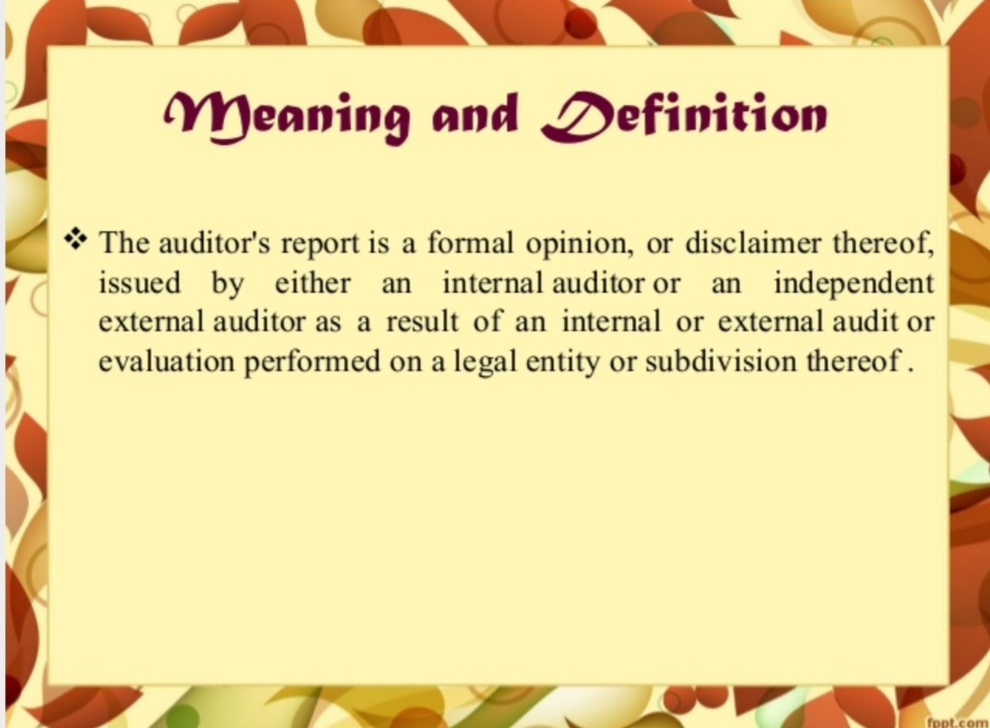 Meaning and Definition
❖ The auditor's report is a formal opinion, or disclaimer thereof,
issued by either an internal auditor or an independent
external auditor as a result of an internal or external audit or
evaluation performed on a legal entity or subdivision thereof .
fppt.com